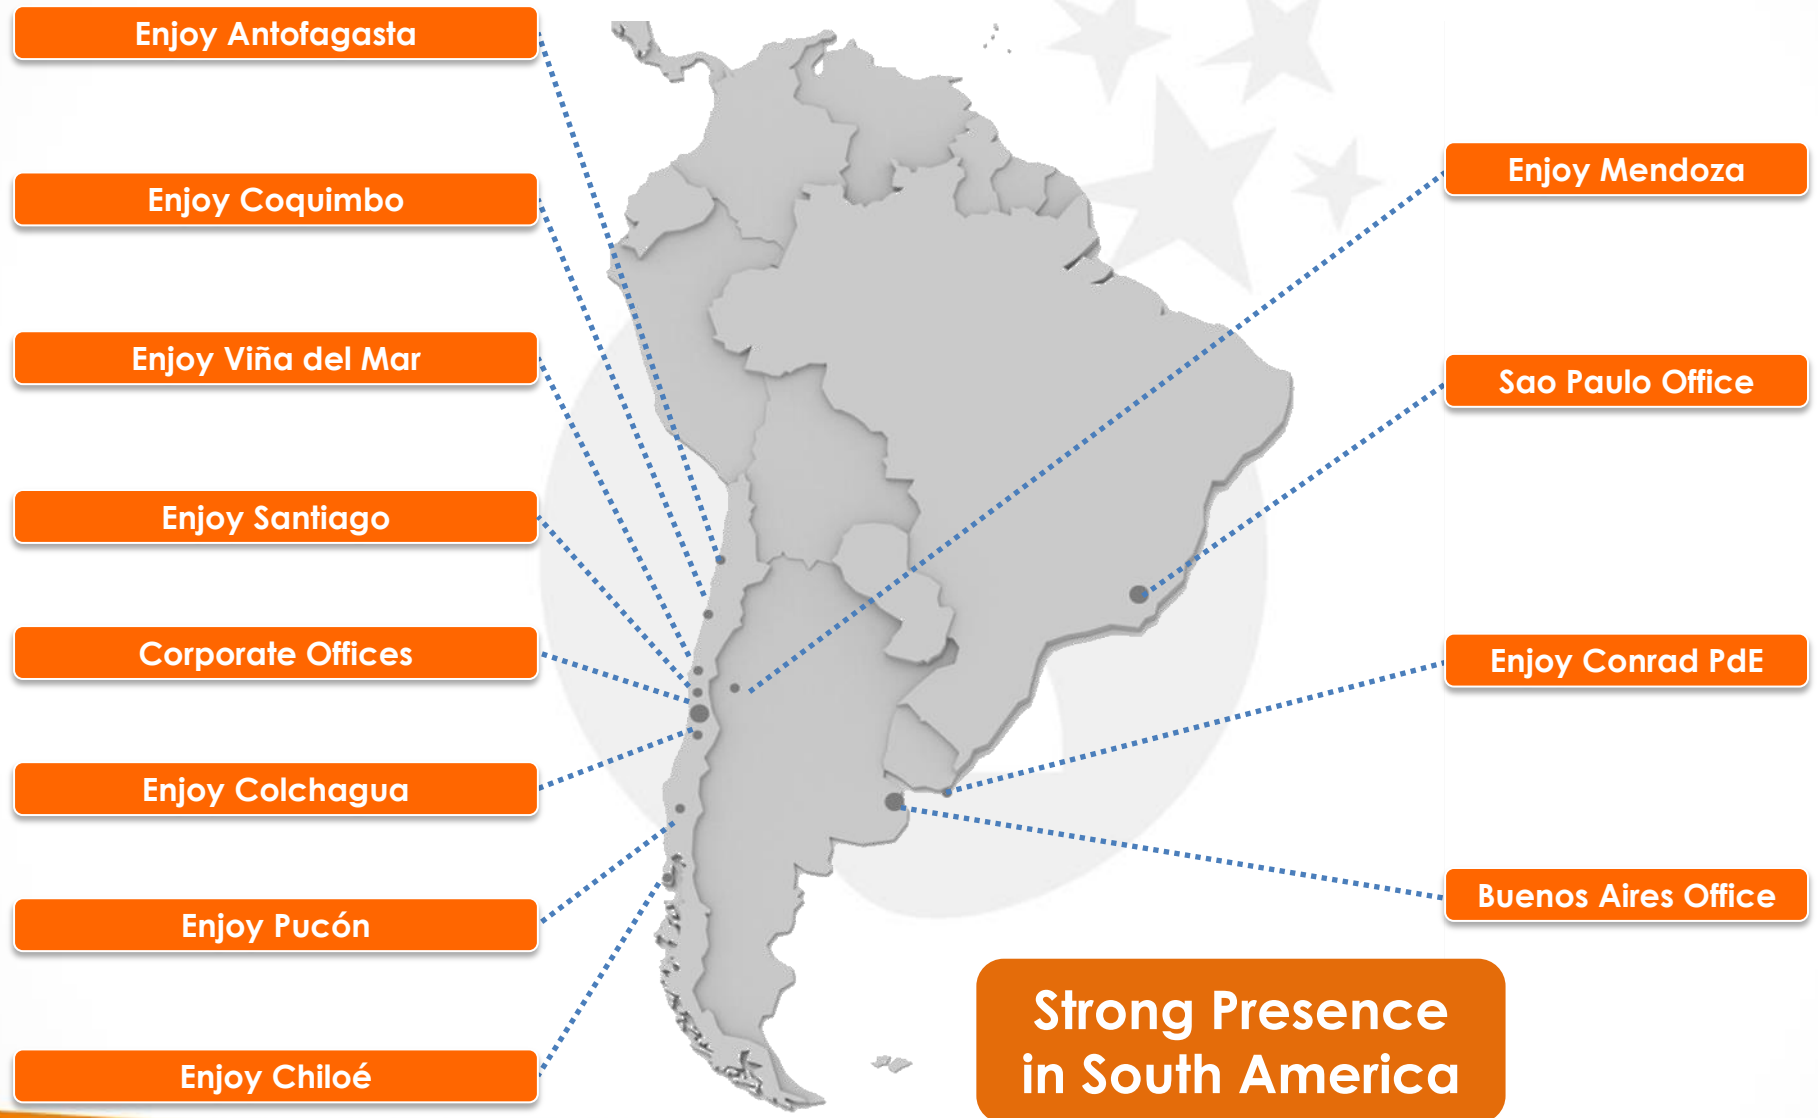 Enjoy Antofagasta
Enjoy Coquimbo
Enjoy Viña del Mar
Enjoy Santiago
Corporate Offices
Enjoy Colchagua
Enjoy Pucón
Enjoy Chiloé
Enjoy Mendoza
Sao Paulo Office
Enjoy Conrad PdE
Buenos Aires Office
Strong Presence
in South America